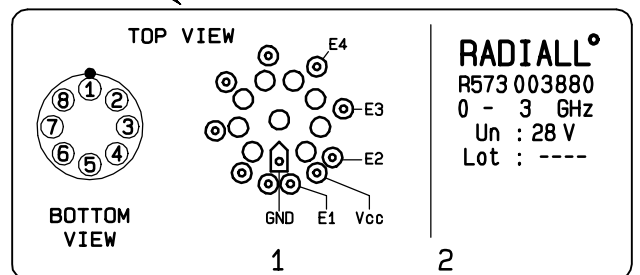 TOP VIEW
1
2
3
4
5
6
7
8
BOTTOM
VIEW
E4
E3
E2
GND E1 Vcc
1
RADIALL°
R573 003880
0 - 3 GHz
Un : 28 V
Lot : ----
2